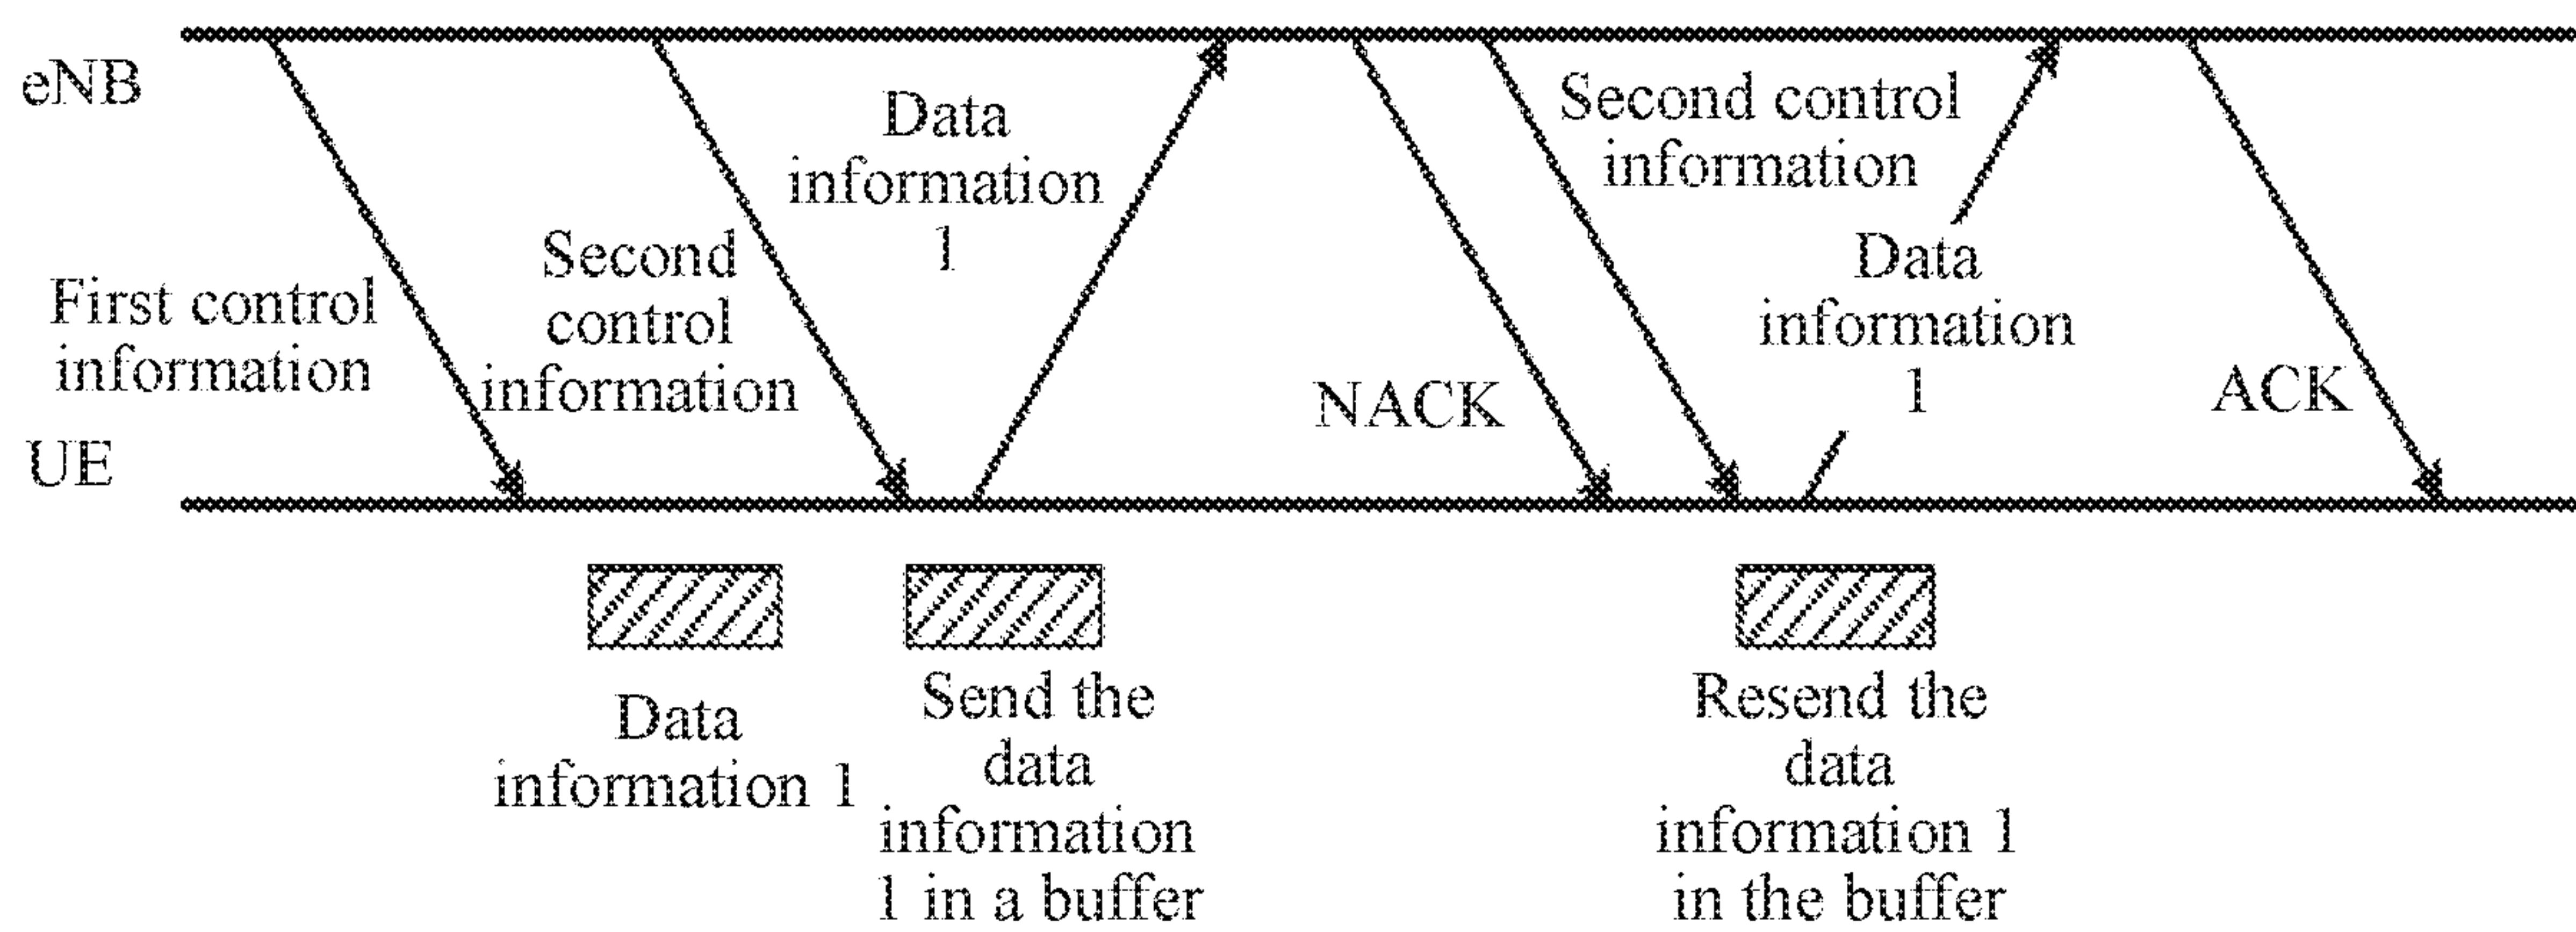 eNB
UE
First control
information
Second
control
information
Data
information
1
NACK
Second control
information
Data
information
1
ACK
Data
information 1
Send the
data
information
1 in a buffer
Resend the
data
information 1
in the buffer